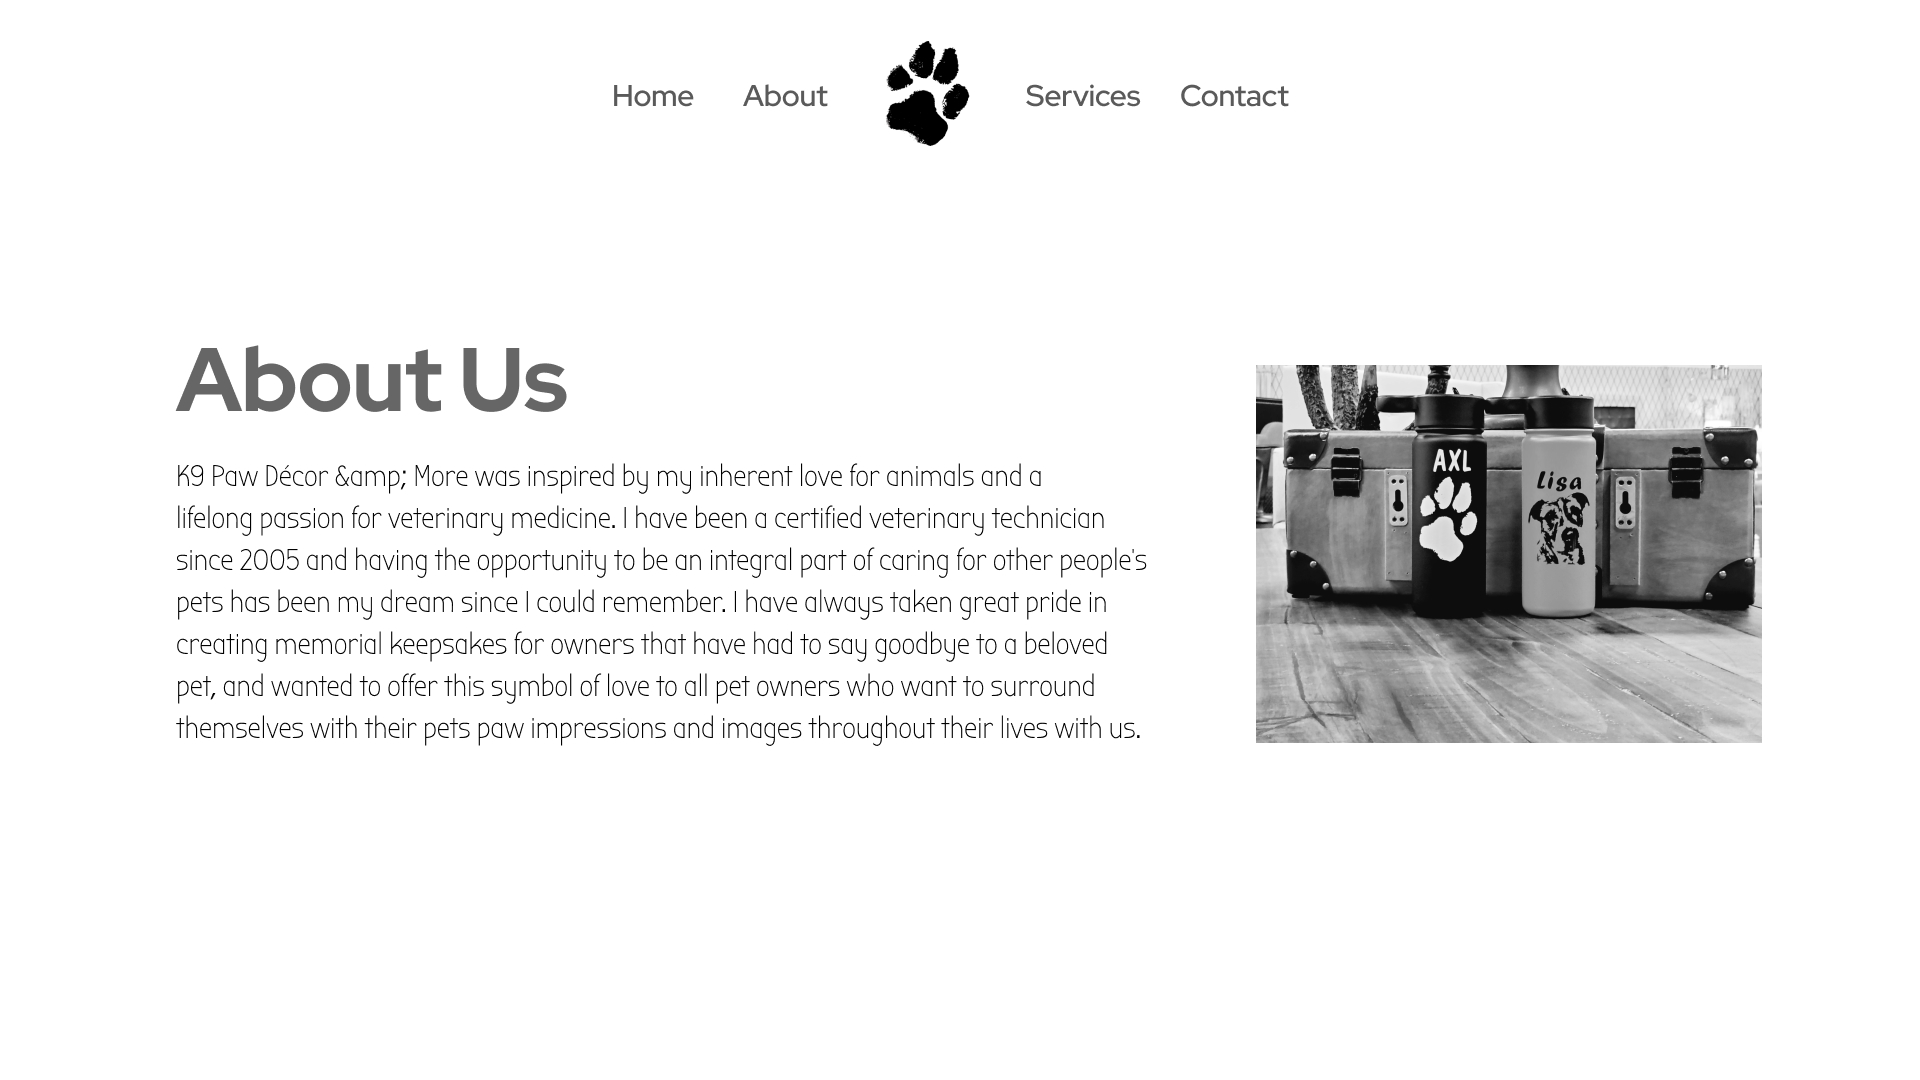 Home About Services Contact
About Us
K9 Paw Décor &amp; More was inspired by my inherent love for animals and a
lifelong passion for veterinary medicine. I have been a certified veterinary technician
since 2005 and having the opportunity to be an integral part of caring for other people's
pets has been my dream since I could remember. I have always taken great pride in
creating memorial keepsakes for owners that have had to say goodbye to a beloved
pet, and wanted to offer this symbol of love to all pet owners who want to surround
themselves with their pets paw impressions and images throughout their lives with us.
AXL
Lisa